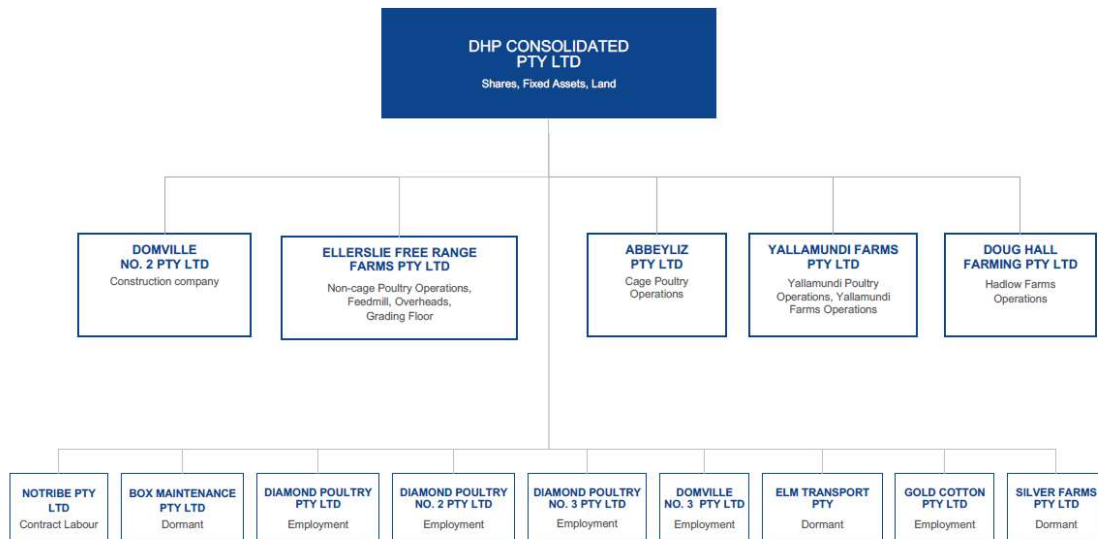 DHP CONSOLIDATED
PTY LTD
Shares, Fixed Assets, Land
DOMVILLE
NO. 2 PTY LTD
Construction company
ELLERSLIE FREE RANGE
FARMS PTY LTD
Non-cage Poultry Operations,
Feedmill, Overheads,
Grading Floor
ABBEYLIZ
PTY LTD
Cage Poultry
Operations
YALLAMUNDI FARMS
PTY LTD
Yallamundi Poultry
Operations, Yallamundi
Farms Operations
DOUG HALL
FARMING PTY LTD
Hadlow Farms
Operations
NOTRIBE PTY
LTD
Contract Labour
BOX MAINTENANCE
PTY LTD
Dormant
DIAMOND POULTRY
PTY LTD
Employment
DIAMOND POULTRY
NO. 2 PTY LTD
Employment
DIAMOND POULTRY
NO. 3 PTY LTD
Employment
DOMVILLE
NO. 3 PTY LTD
Employment
ELM TRANSPORT
PTY
Dormant
GOLD COTTON
PTY LTD
Employment
SILVER FARMS
PTY LTD
Dormant